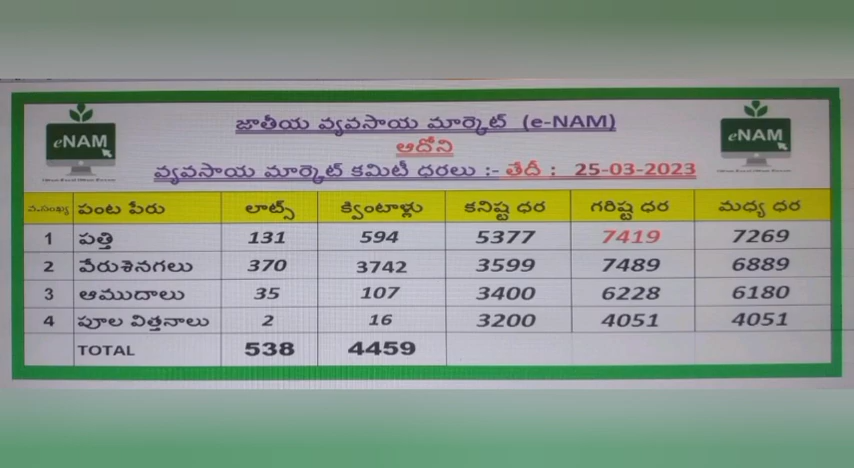 జాతీయ వ్యవసాయ మార్కెట్ (e-NAM)
ఆదోని
వ్యవసాయ మార్కెట్ కమిటీ ధరలు :- తేదీ : 25-03-2023
eNAM
eNAM
వ.సంఖ్య పంట పేరు లాట్స్ క్వింటాళ్లు కనిష్ట ధర గరిష్ట ధర మధ్య ధర
1 పత్తి 131 594 5377 7419 7269
2 వేరుశెనగలు 370 3742 3599 7489 6889
3 ఆముదాలు 35 107 3400 6228 6180
4 పూల విత్తనాలు 2 16 3200 4051 4051
TOTAL 538 4459